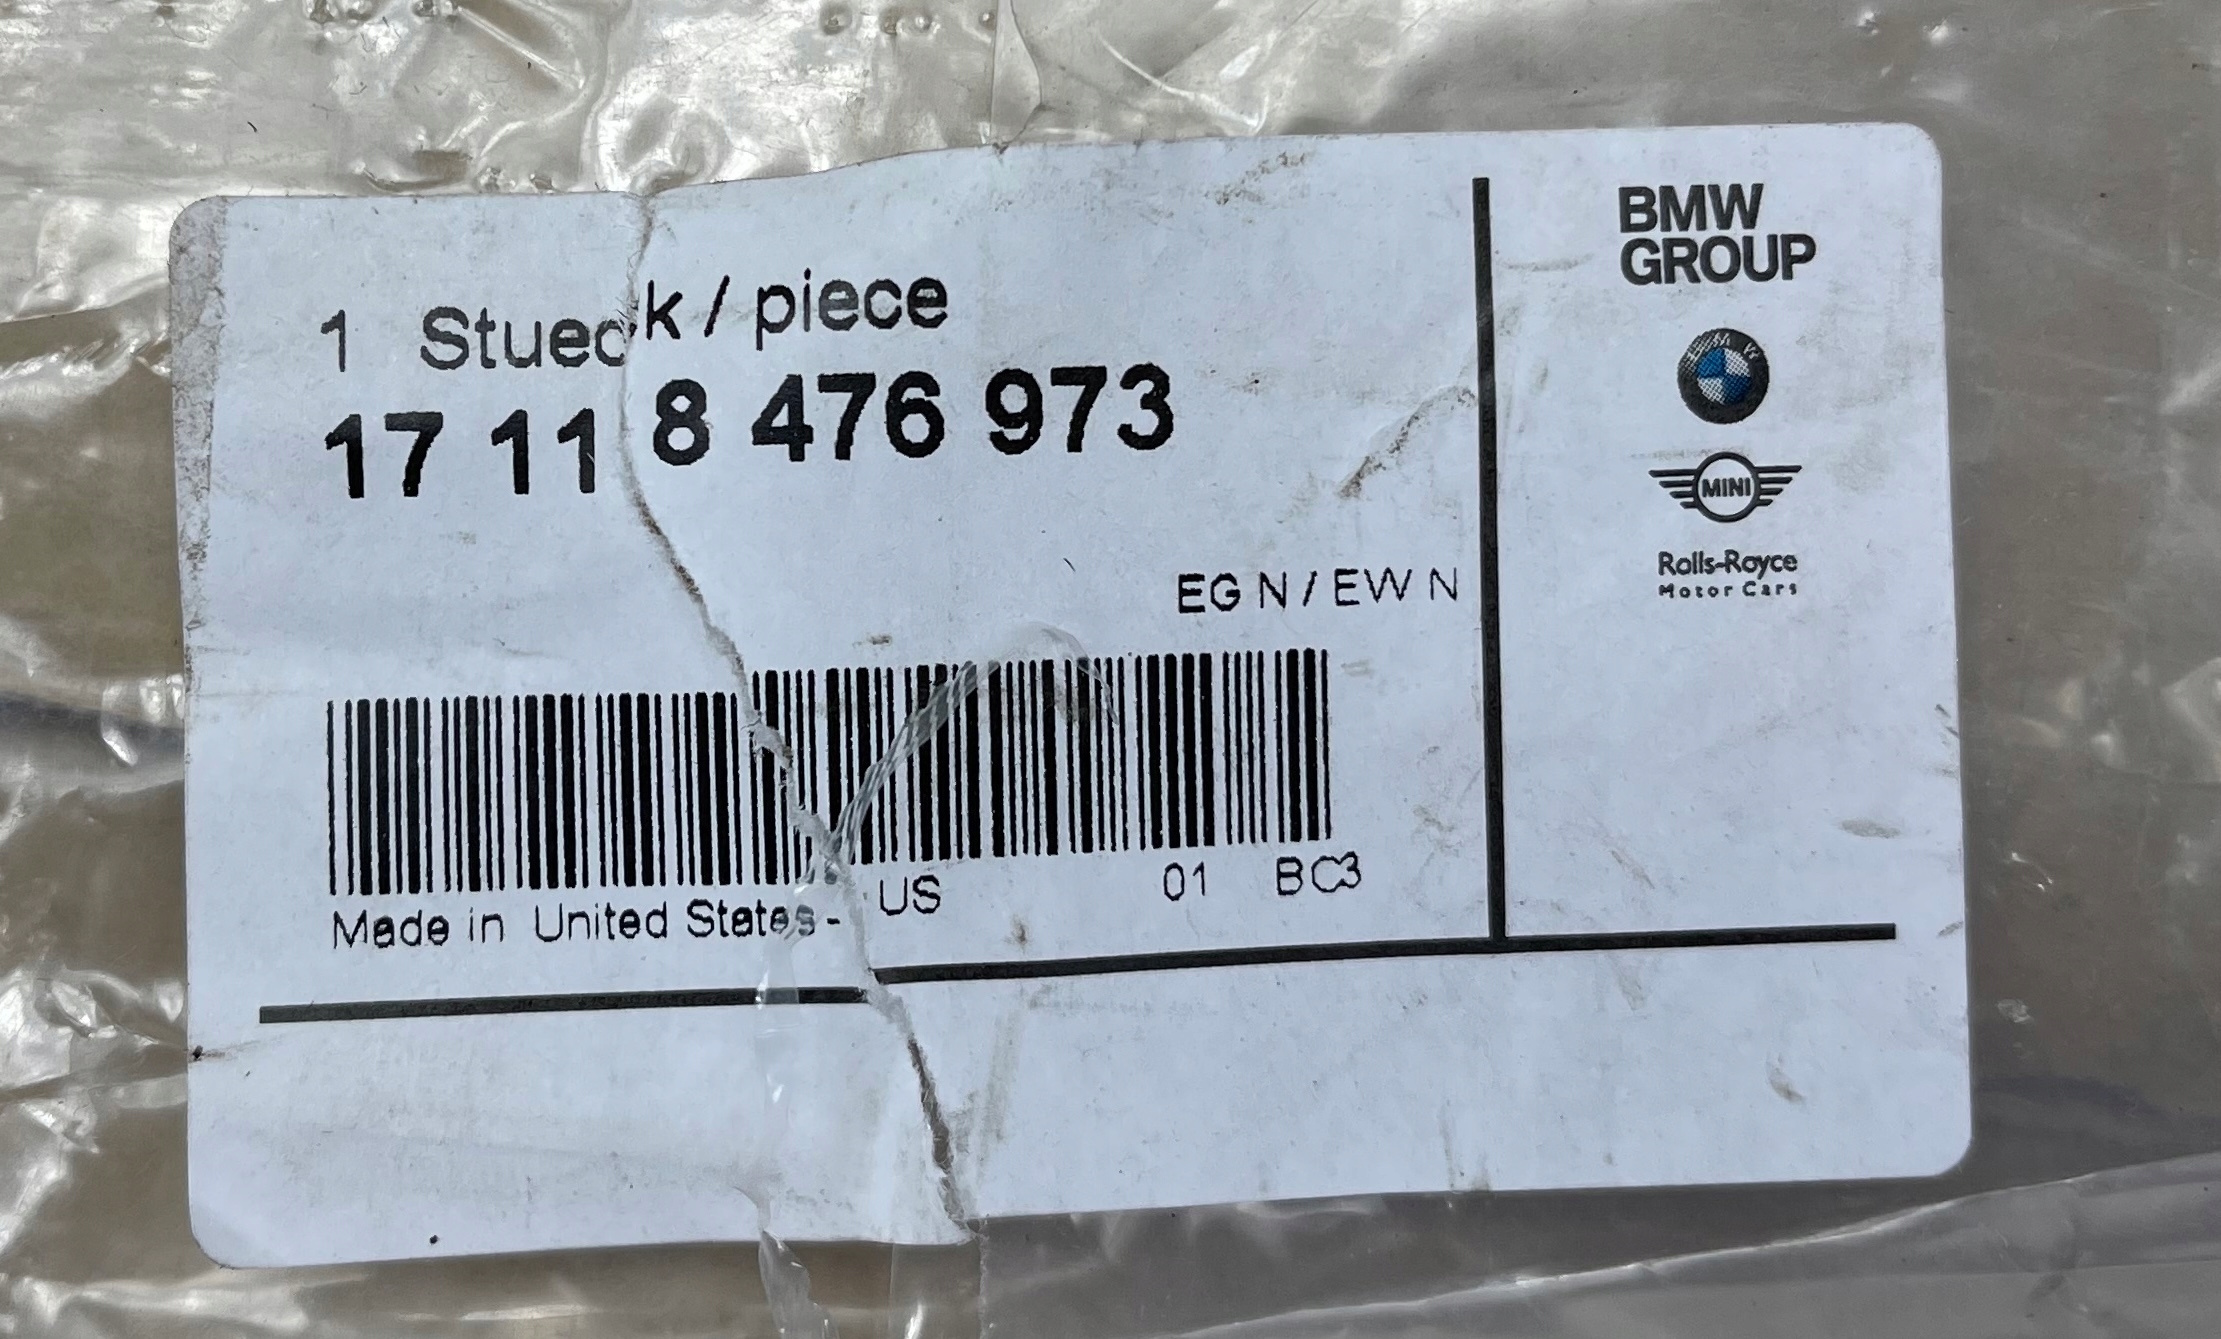 1 Stueck / piece
17 11 8 476 973
EG N / EW N
Made in United States - US 01 BC3
BMW
GROUP
BMW
MINI
Rolls-Royce
Motor Cars